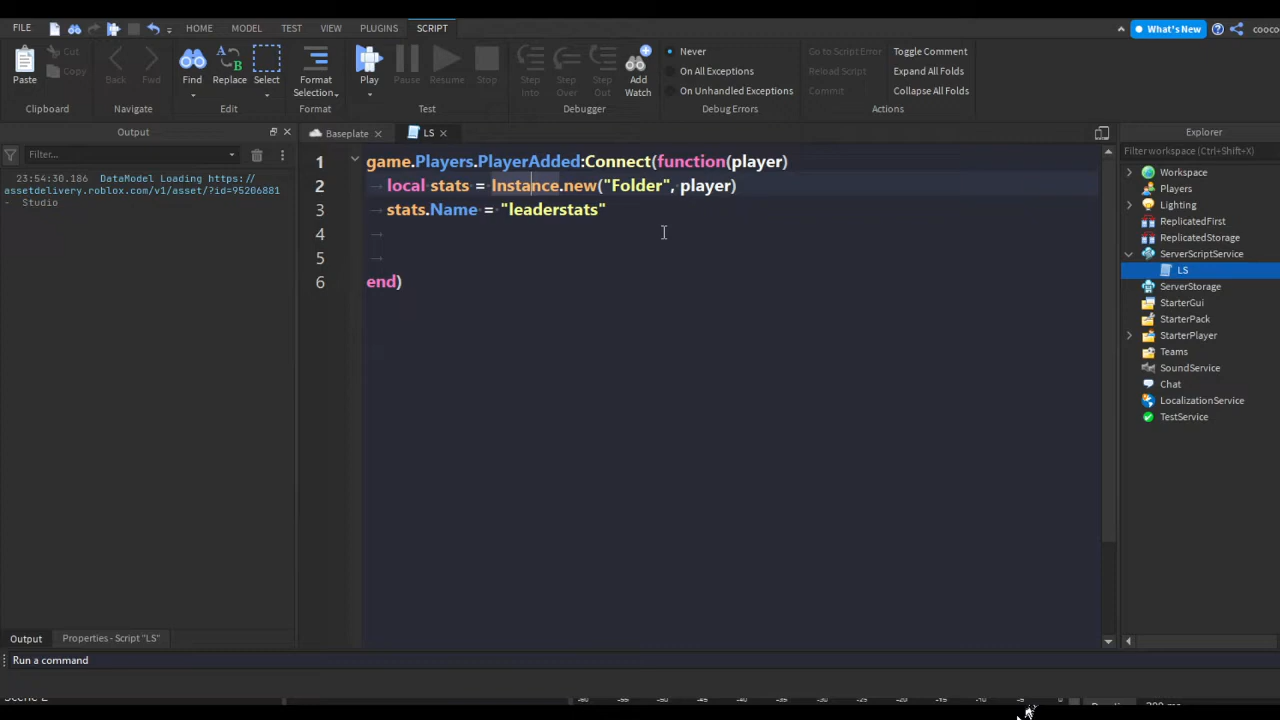 FILE
HOME MODEL TEST VIEW PLUGINS SCRIPT
What's New
cooco
Paste
Cut
Copy
Back
Fwd
Find
Replace
Select
Format
Selection
Play
Pause
Resume
Stop
Step
Into
Step
Over
Step
Out
Add
Watch
Never
On All Exceptions
On Unhandled Exceptions
Go to Script Error
Reload Script
Commit
Toggle Comment
Expand All Folds
Collapse All Folds
Clipboard Navigate Edit Format Test Debugger Debug Errors Actions
Output
Filter...
23:54:30.186 DataModel Loading https://
assetdelivery.roblox.com/v1/asset/?id=95206881
- Studio
Baseplate
LS
1 game.Players.PlayerAdded:Connect(function(player)
2 local stats = Instance.new("Folder", player)
3 stats.Name = "leaderstats"
4
5
6 end)
Explorer
Filter workspace (Ctrl+Shift+X)
Workspace
Players
Lighting
ReplicatedFirst
ReplicatedStorage
ServerScriptService
LS
ServerStorage
StarterGui
StarterPack
StarterPlayer
Teams
SoundService
Chat
LocalizationService
TestService
Output Properties - Script "LS"
Run a command